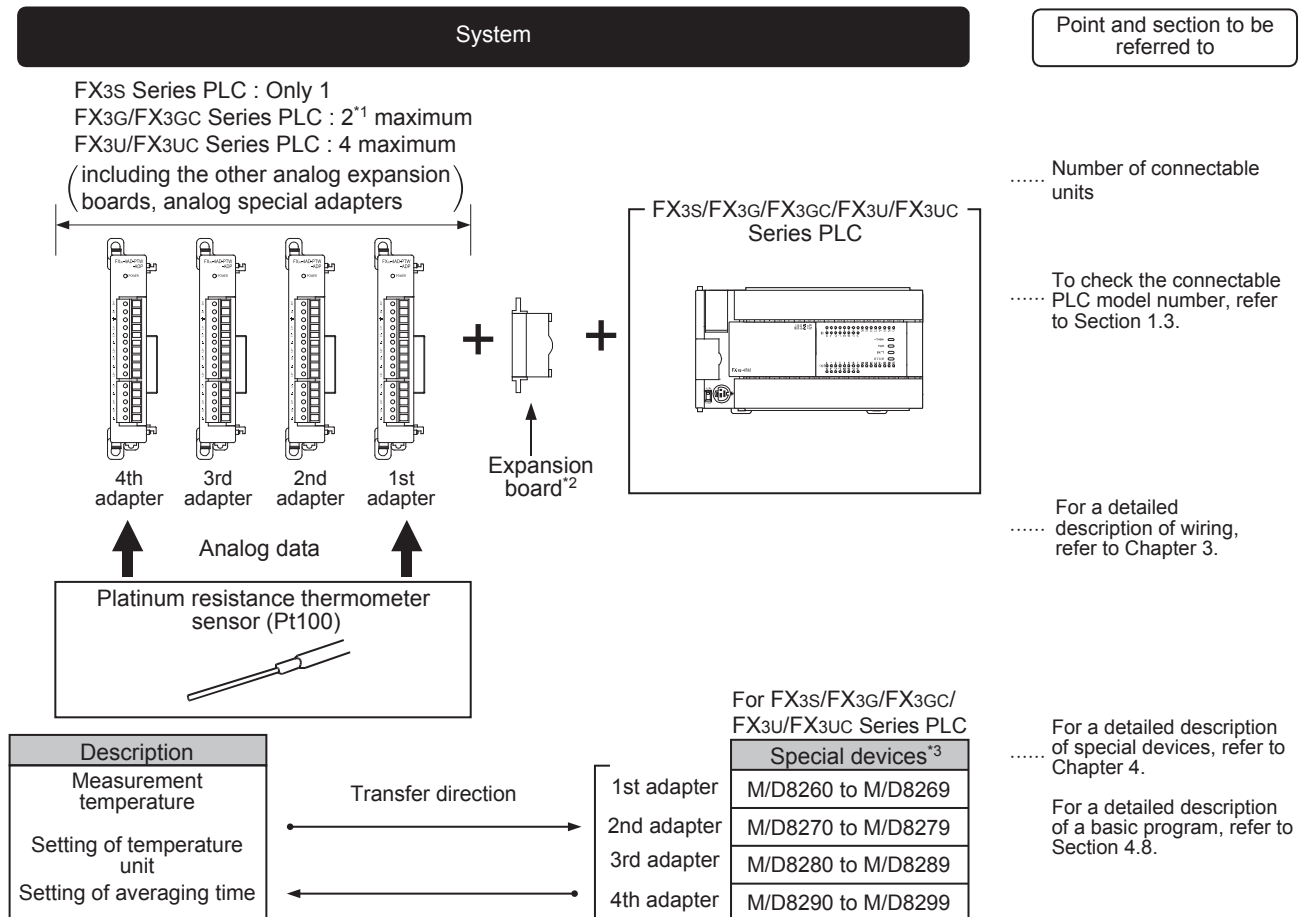 System
Point and section to be
referred to
FX3S Series PLC : Only 1
FX3G/FX3GC Series PLC : 2*1 maximum
FX3U/FX3UC Series PLC : 4 maximum
(including the other analog expansion
boards, analog special adapters)
...... Number of connectable
units
FX3S/FX3G/FX3GC/FX3U/FX3UC
Series PLC
To check the connectable
...... PLC model number, refer
to Section 1.3.
POWER
POWER
POWER
POWER
4th
adapter
3rd
adapter
2nd
adapter
1st
adapter
Expansion
board*2
For a detailed
...... description of wiring,
refer to Chapter 3.
Analog data
Platinum resistance thermometer
sensor (Pt100)
For FX3S/FX3G/FX3GC/
FX3U/FX3UC Series PLC
Description
Special devices*3
Measurement
temperature
Transfer direction
1st adapter M/D8260 to M/D8269
2nd adapter M/D8270 to M/D8279
Setting of temperature
unit
3rd adapter M/D8280 to M/D8289
Setting of averaging time
4th adapter M/D8290 to M/D8299
For a detailed description
...... of special devices, refer to
Chapter 4.
For a detailed description
of a basic program, refer to
Section 4.8.